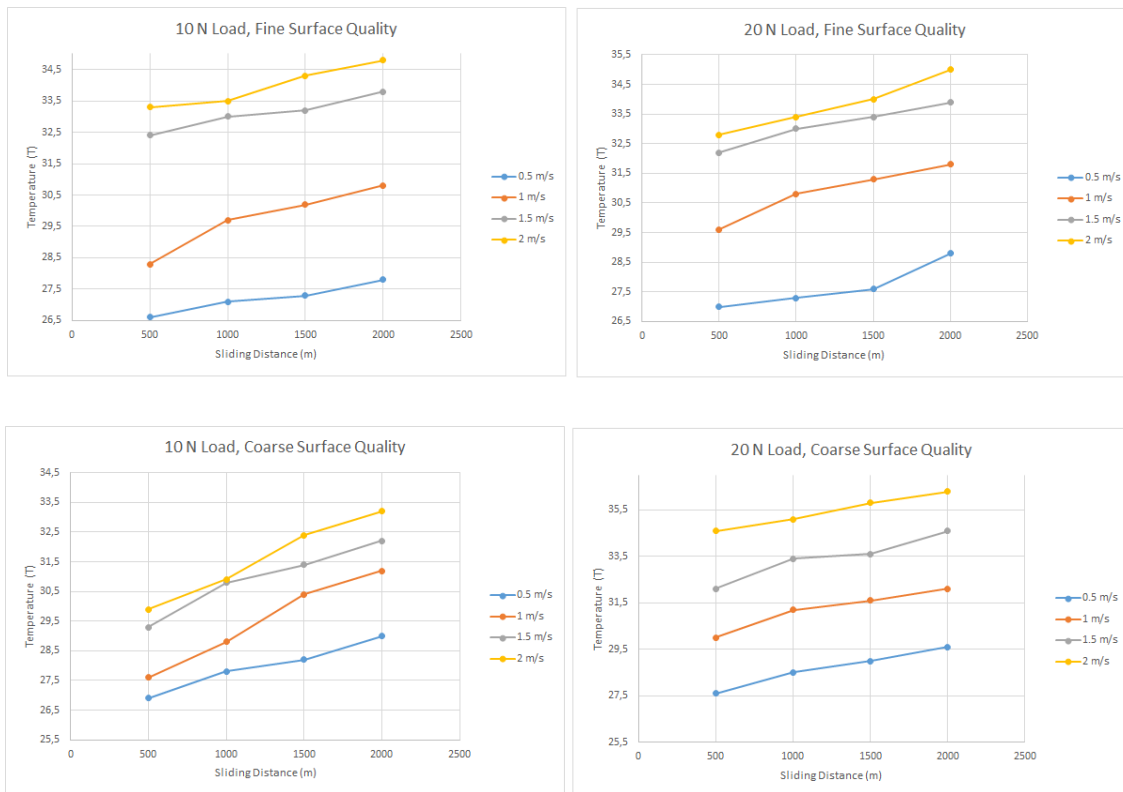 10 N Load, Fine Surface Quality
34,5
33,5
32,5
31,5
30,5
29,5
28,5
27,5
26,5
Temperature (T)
0
500
1000
1500
2000
2500
Sliding Distance (m)
0.5 m/s
1 m/s
1.5 m/s
2 m/s
20 N Load, Fine Surface Quality
35,5
34,5
33,5
32,5
31,5
30,5
29,5
28,5
27,5
26,5
Temperature (T)
0
500
1000
1500
2000
2500
Sliding Distance (m)
0.5 m/s
1 m/s
1.5 m/s
2 m/s
10 N Load, Coarse Surface Quality
34,5
33,5
32,5
31,5
30,5
29,5
28,5
27,5
26,5
25,5
Temperature (T)
0
500
1000
1500
2000
2500
Sliding Distance (m)
0.5 m/s
1 m/s
1.5 m/s
2 m/s
20 N Load, Coarse Surface Quality
35,5
33,5
31,5
29,5
27,5
25,5
Temperature (T)
0
500
1000
1500
2000
2500
Sliding Distance (m)
0.5 m/s
1 m/s
1.5 m/s
2 m/s